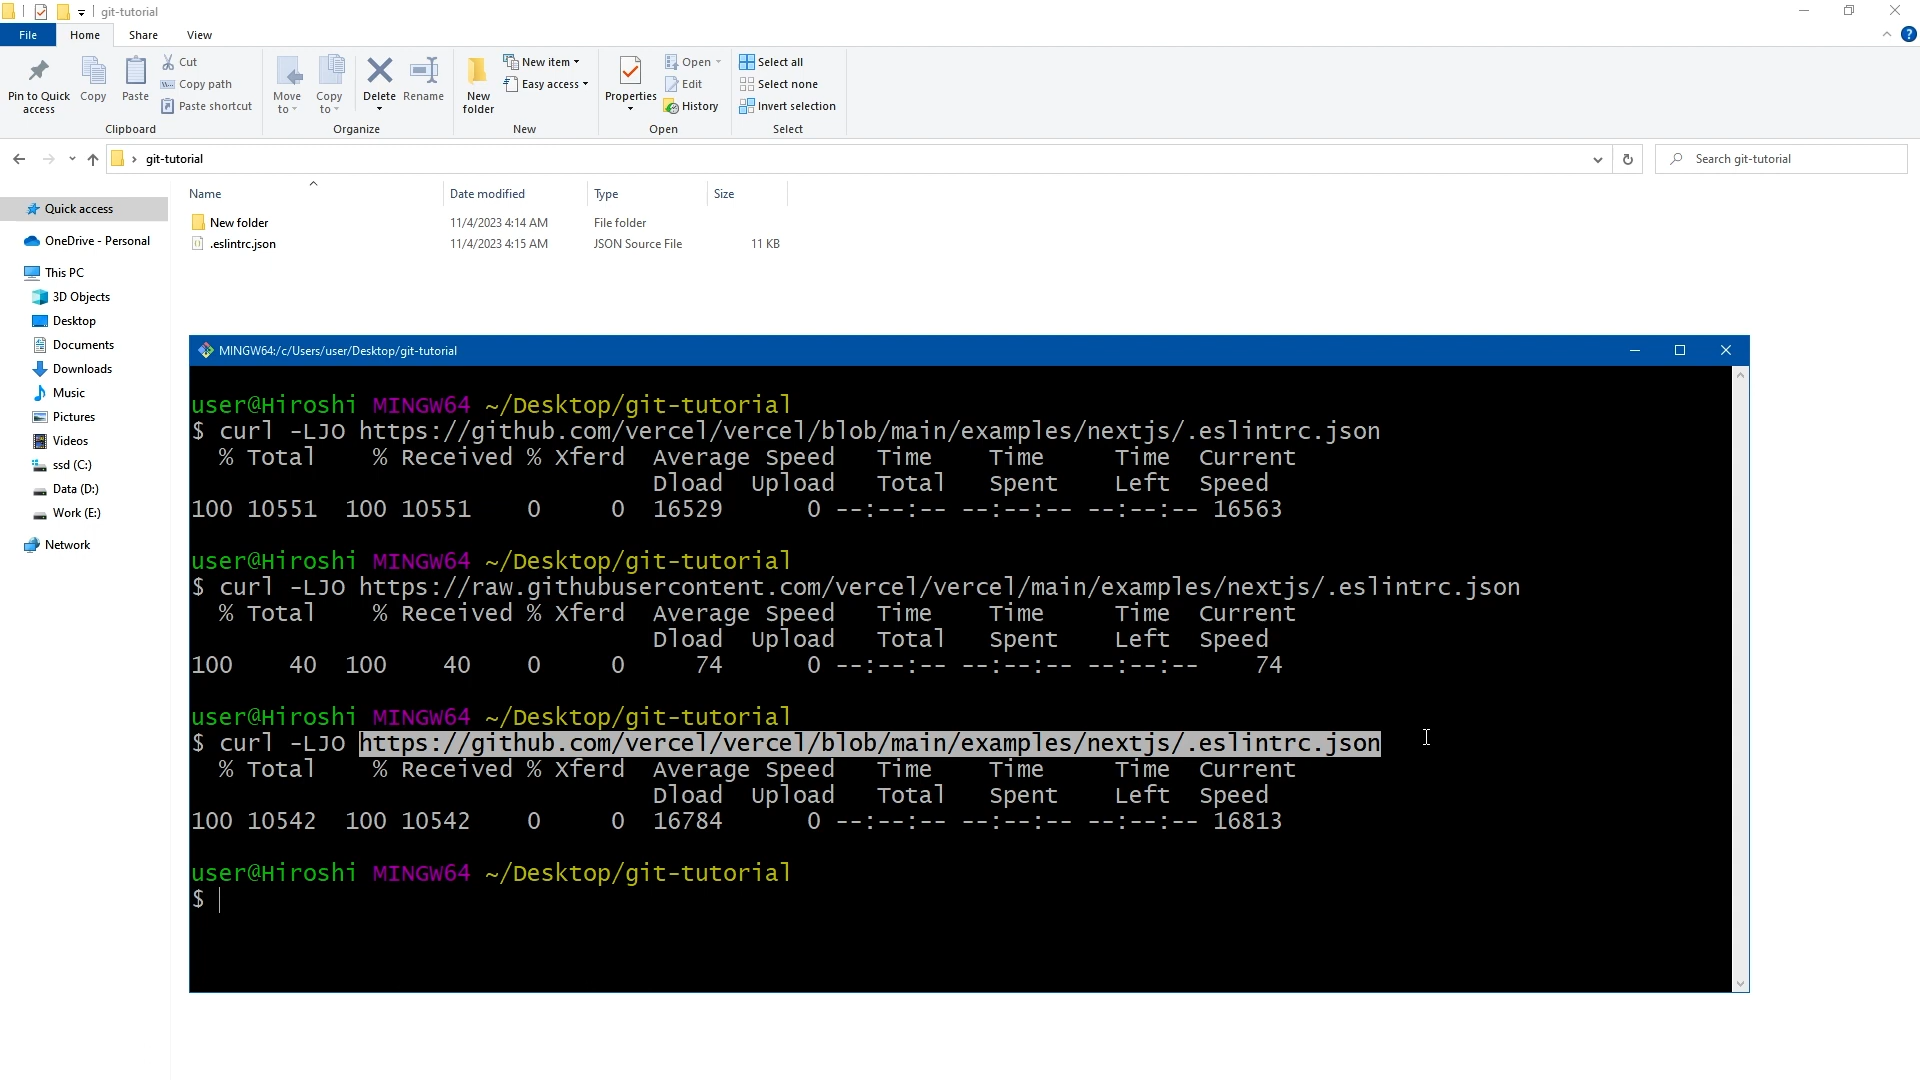 git-tutorial
File Home Share View
Pin to Quick access
Copy
Paste
Cut
Copy path
Paste shortcut
Clipboard
Move to
Copy to
Delete
Rename
Organize
New folder
New item
Easy access
New
Properties
Open
Edit
History
Open
Select all
Select none
Invert selection
Select
git-tutorial
Search git-tutorial
Quick access
OneDrive - Personal
This PC
3D Objects
Desktop
Documents
Downloads
Music
Pictures
Videos
ssd (C:)
Data (D:)
Work (E:)
Network
Name Date modified Type Size
New folder 11/4/2023 4:14 AM File folder
.eslintrc.json 11/4/2023 4:15 AM JSON Source File 11 KB
MINGW64:/c/Users/user/Desktop/git-tutorial
user@Hiroshi MINGW64 ~/Desktop/git-tutorial
$ curl -LJO https://github.com/vercel/vercel/blob/main/examples/nextjs/.eslintrc.json
% Total % Received % Xferd Average Speed Time Time Time Current
Dload Upload Total Spent Left Speed
100 10551 100 10551 0 0 16529 0 --:--:-- --:--:-- --:--:-- 16563
user@Hiroshi MINGW64 ~/Desktop/git-tutorial
$ curl -LJO https://raw.githubusercontent.com/vercel/vercel/main/examples/nextjs/.eslintrc.json
% Total % Received % Xferd Average Speed Time Time Time Current
Dload Upload Total Spent Left Speed
100 40 100 40 0 0 74 0 --:--:-- --:--:-- --:--:-- 74
user@Hiroshi MINGW64 ~/Desktop/git-tutorial
$ curl -LJO https://github.com/vercel/vercel/blob/main/examples/nextjs/.eslintrc.json
% Total % Received % Xferd Average Speed Time Time Time Current
Dload Upload Total Spent Left Speed
100 10542 100 10542 0 0 16784 0 --:--:-- --:--:-- --:--:-- 16813
user@Hiroshi MINGW64 ~/Desktop/git-tutorial
$